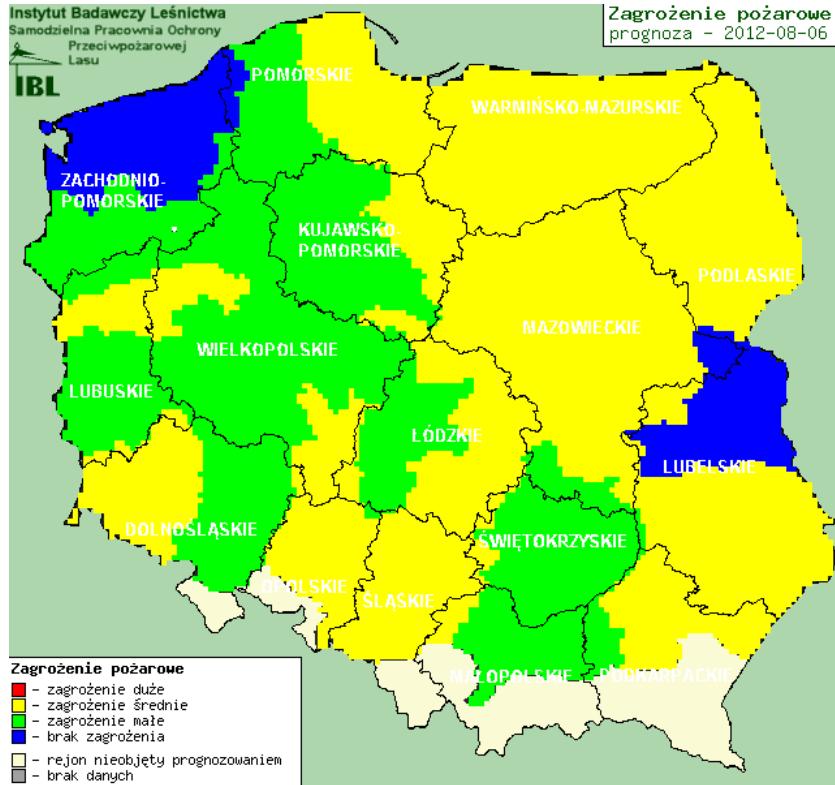 Instytut Badawczy Leśnictwa
Samodzielna Pracownia Ochrony
Przeciwpożarowej
Lasu
IBL
Zagrożenie pożarowe
prognoza - 2012-08-06
POMORSKIE
WARMIŃSKO-MAZURSKIE
ZACHODNIO-
POMORSKIE
KUJAWSKO-
POMORSKIE
PODLASKIE
MAZOWIECKIE
WIELKOPOLSKIE
LUBUSKIE
ŁÓDZKIE
LUBELSKIE
DOLNOŚLĄSKIE
ŚWIĘTOKRZYSKIE
OPOLSKIE
ŚLĄSKIE
MAŁOPOLSKIE
PODKARPACKIE
Zagrożenie pożarowe
- zagrożenie duże
- zagrożenie średnie
- zagrożenie małe
- brak zagrożenia
- rejon nieobjęty prognozowaniem
- brak danych